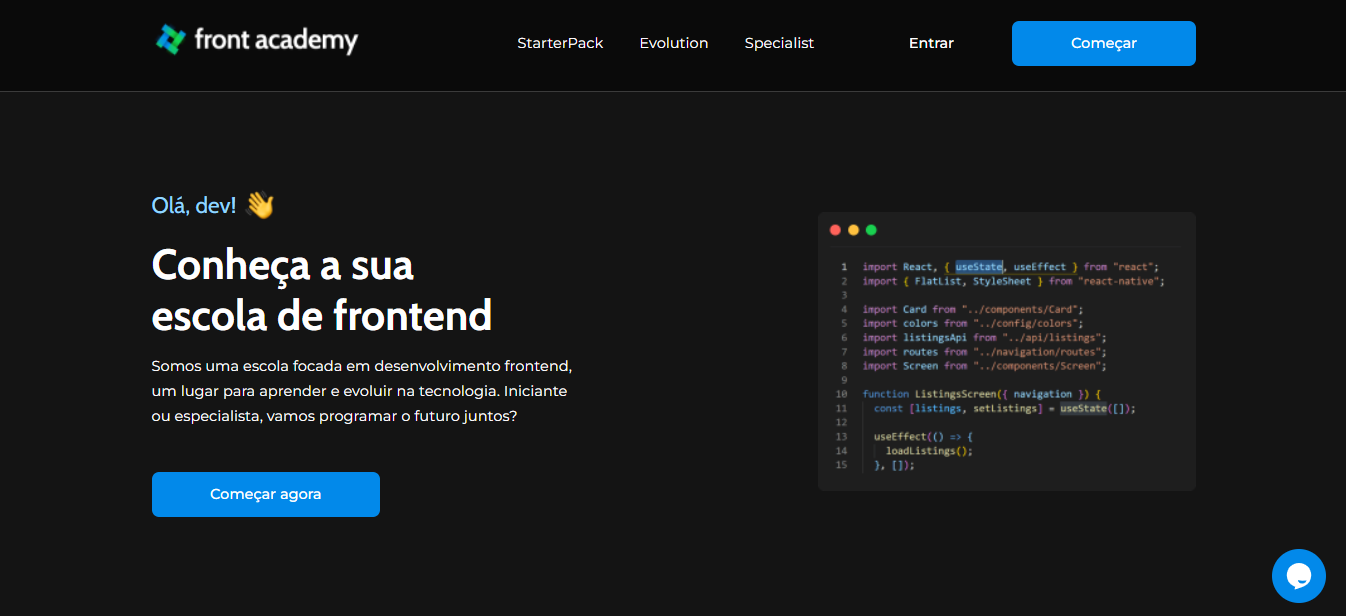 front academy
StarterPack
Evolution
Specialist
Entrar
Começar
Olá, dev!
Conheça a sua
escola de frontend
Somos uma escola focada em desenvolvimento frontend,
um lugar para aprender e evoluir na tecnologia. Iniciante
ou especialista, vamos programar o futuro juntos?
Começar agora
1 import React, { useState, useEffect } from "react";
2 import { FlatList, StyleSheet } from "react-native";
3
4 import Card from "../components/Card";
5 import colors from "../config/colors";
6 import listingsApi from "../api/listings";
7 import routes from "../navigation/routes";
8 import Screen from "../components/Screen";
9
10 function ListingsScreen({ navigation }) {
11 const [listings, setListings] = useState([]);
12
13 useEffect(() => {
14 loadListings();
15 }, []);